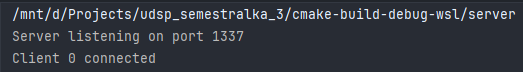 /mnt/d/Projects/udsp_semestralka_3/cmake-build-debug-wsl/server
Server listening on port 1337
Client 0 connected